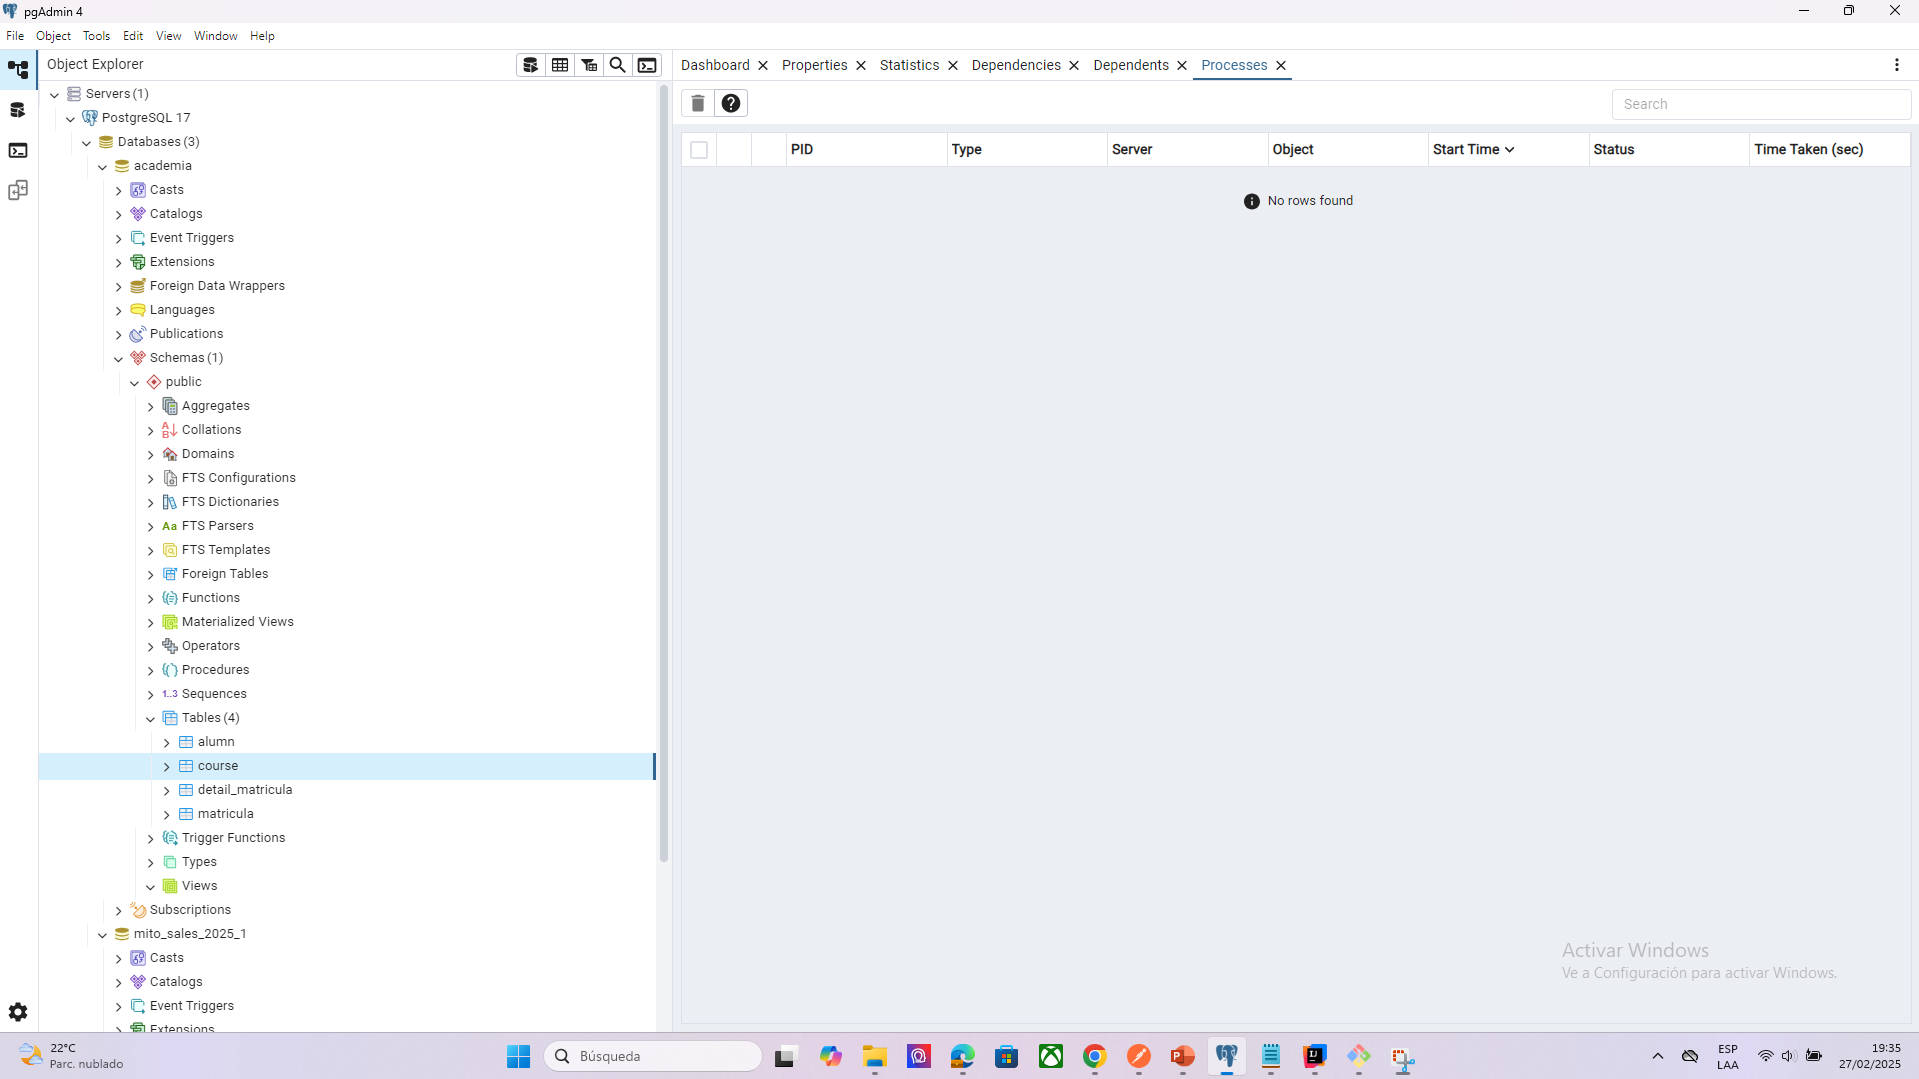 pgAdmin 4
File Object Tools Edit View Window Help
Object Explorer
Servers (1)
PostgreSQL 17
Databases (3)
academia
Casts
Catalogs
Event Triggers
Extensions
Foreign Data Wrappers
Languages
Publications
Schemas (1)
public
Aggregates
Collations
Domains
FTS Configurations
FTS Dictionaries
Aa FTS Parsers
FTS Templates
Foreign Tables
Functions
Materialized Views
Operators
Procedures
1..3 Sequences
Tables (4)
alumn
course
detail_matricula
matricula
Trigger Functions
Types
Views
Subscriptions
mito_sales_2025_1
Casts
Catalogs
Event Triggers
Extensions
Dashboard Properties Statistics Dependencies Dependents Processes
Search
PID Type Server Object Start Time Status Time Taken (sec)
No rows found
Activar Windows
Ve a Configuración para activar Windows.
22°C
Parc. nublado
Búsqueda
ESP
LAA
19:35
27/02/2025